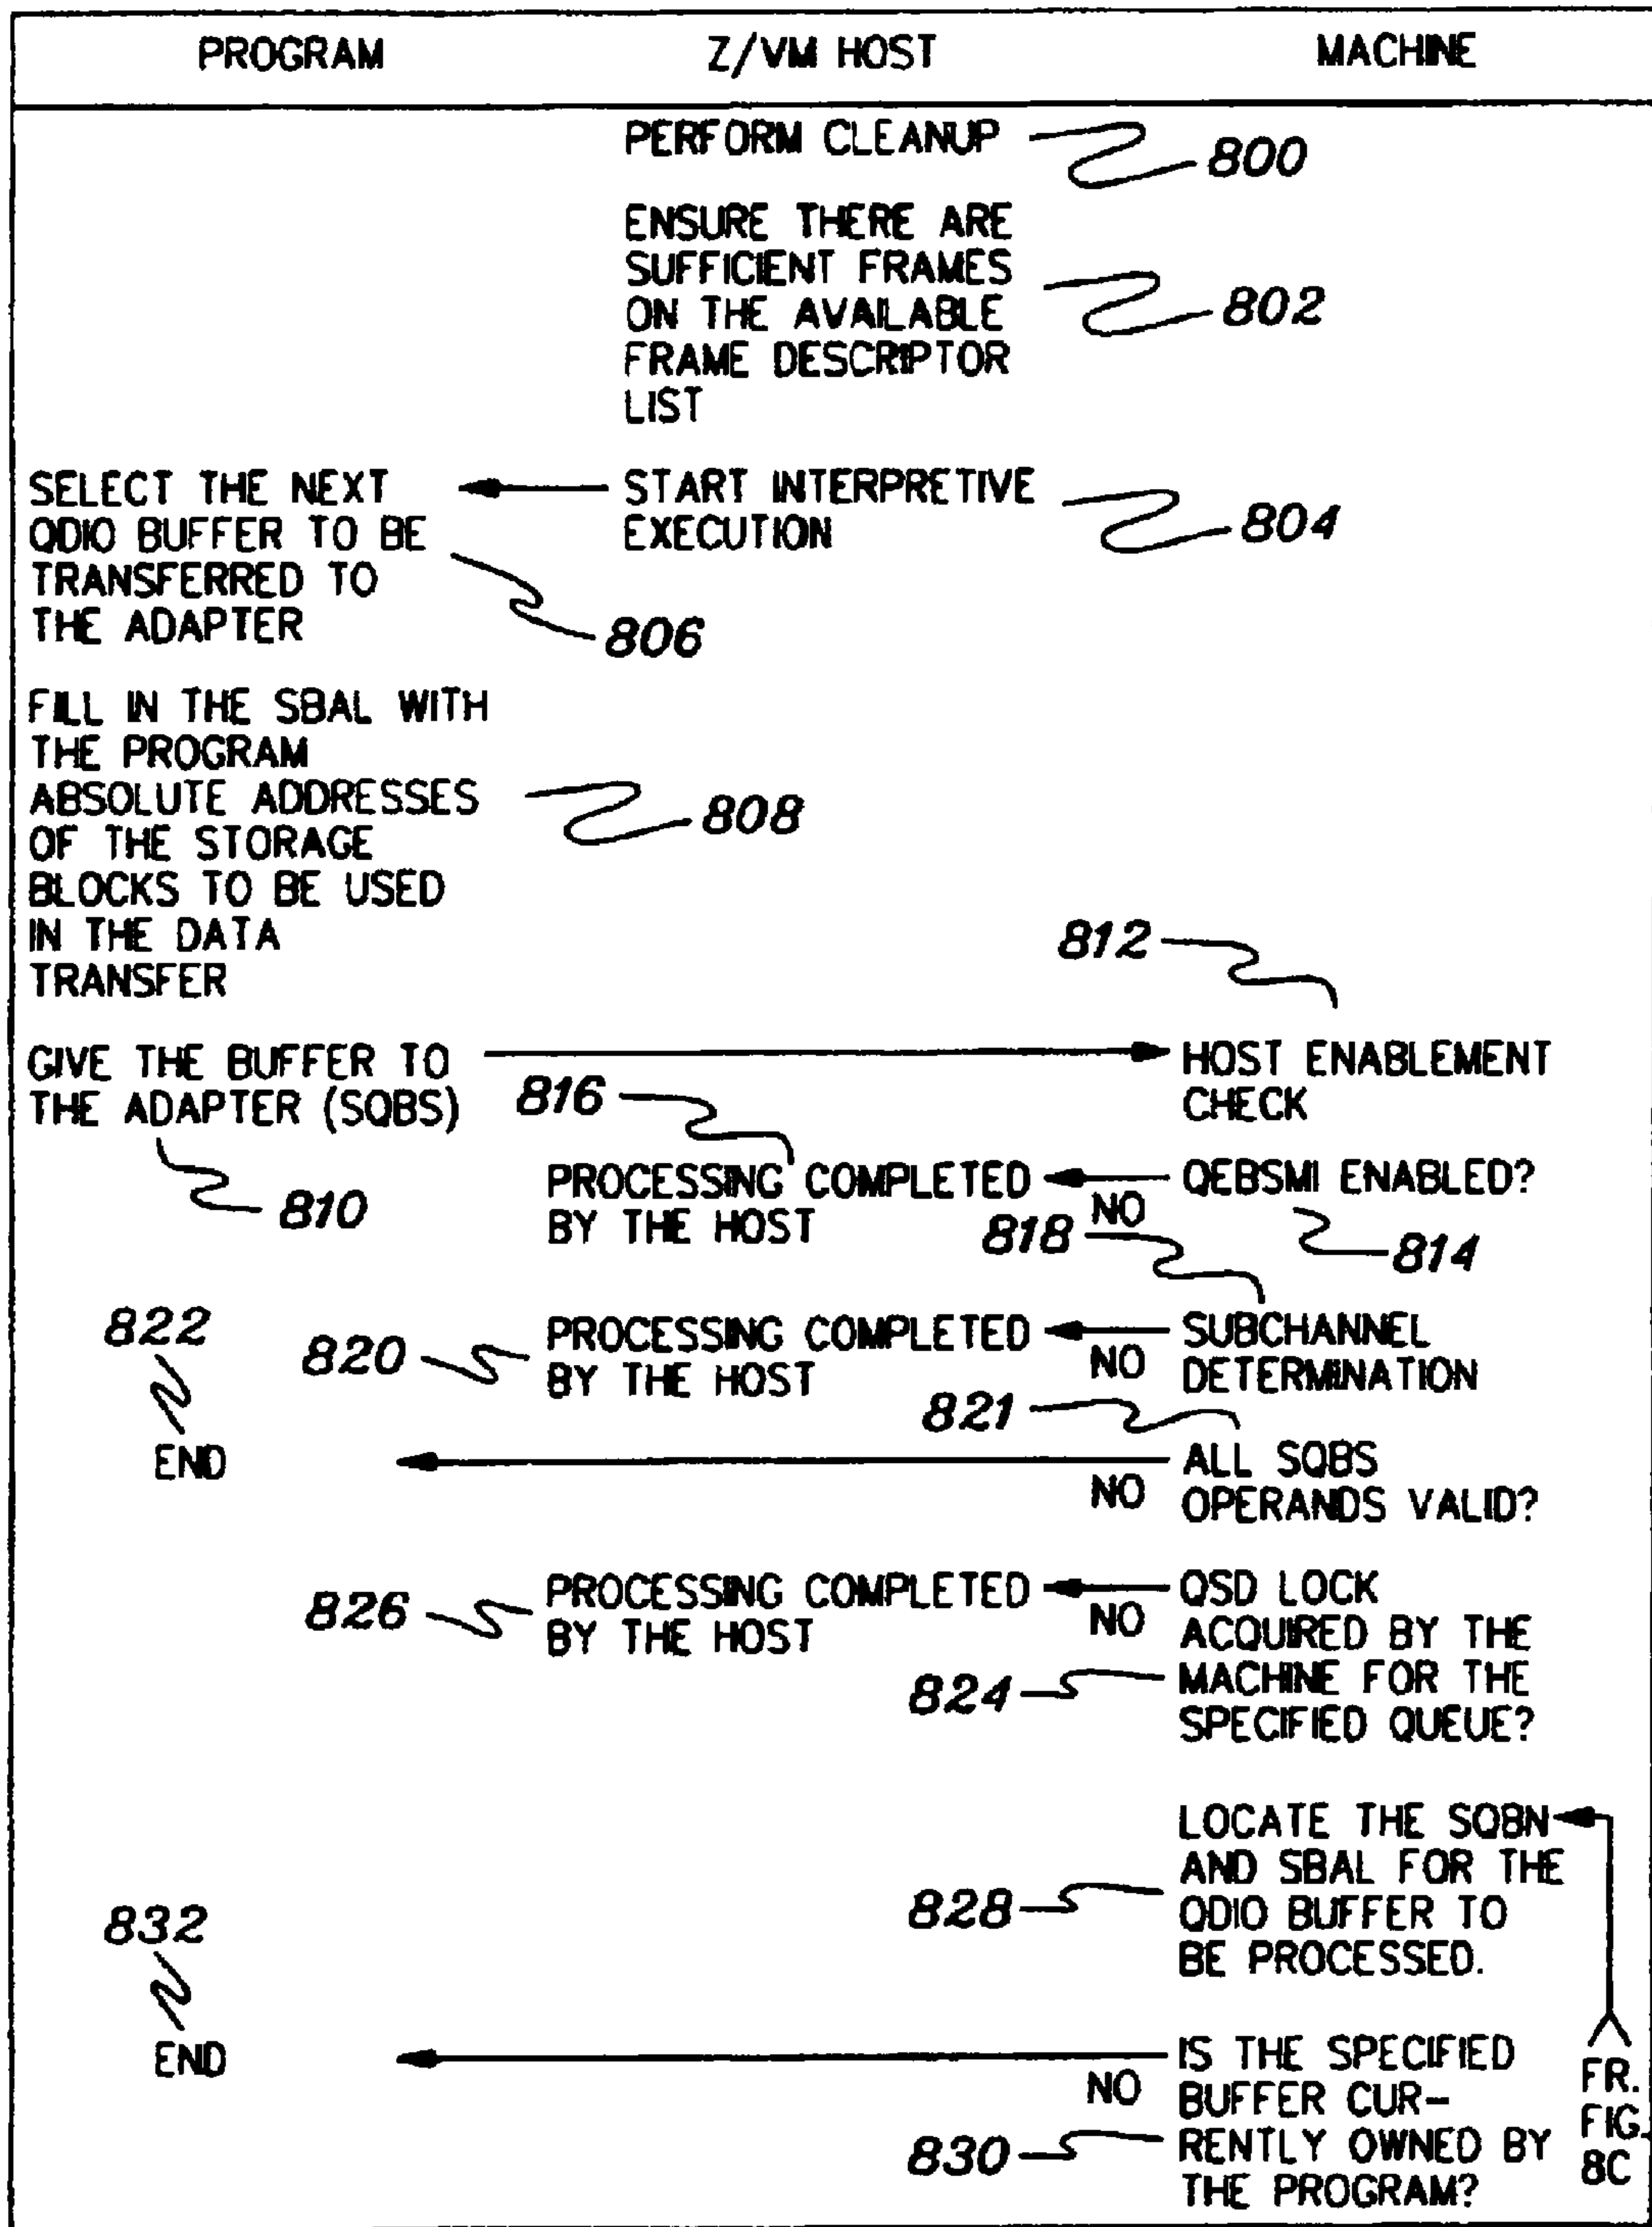 PROGRAM Z/VM HOST MACHINE
PERFORM CLEANUP 800
ENSURE THERE ARE
SUFFICIENT FRAMES
ON THE AVAILABLE 802
FRAME DESCRIPTOR
LIST
SELECT THE NEXT
QDIO BUFFER TO BE
TRANSFERRED TO
THE ADAPTER
START INTERPRETIVE
EXECUTION
804
806
FILL IN THE SBAL WITH
THE PROGRAM
ABSOLUTE ADDRESSES
OF THE STORAGE
BLOCKS TO BE USED
IN THE DATA
TRANSFER
808
812
GIVE THE BUFFER TO
THE ADAPTER (SQBS)
810
HOST ENABLEMENT
CHECK
816
PROCESSING COMPLETED
BY THE HOST
NO
QEBSMI ENABLED?
814
818
822
820
PROCESSING COMPLETED
BY THE HOST
NO
SUBCHANNEL
DETERMINATION
821
END
NO
ALL SQBS
OPERANDS VALID?
826
PROCESSING COMPLETED
BY THE HOST
NO
QSD LOCK
ACQUIRED BY THE
MACHINE FOR THE
SPECIFIED QUEUE?
824
LOCATE THE SQBN
AND SBAL FOR THE
QDIO BUFFER TO
BE PROCESSED.
828
832
END
NO
IS THE SPECIFIED
BUFFER CUR-
RENTLY OWNED BY
THE PROGRAM?
830
FR.
FIG.
8C